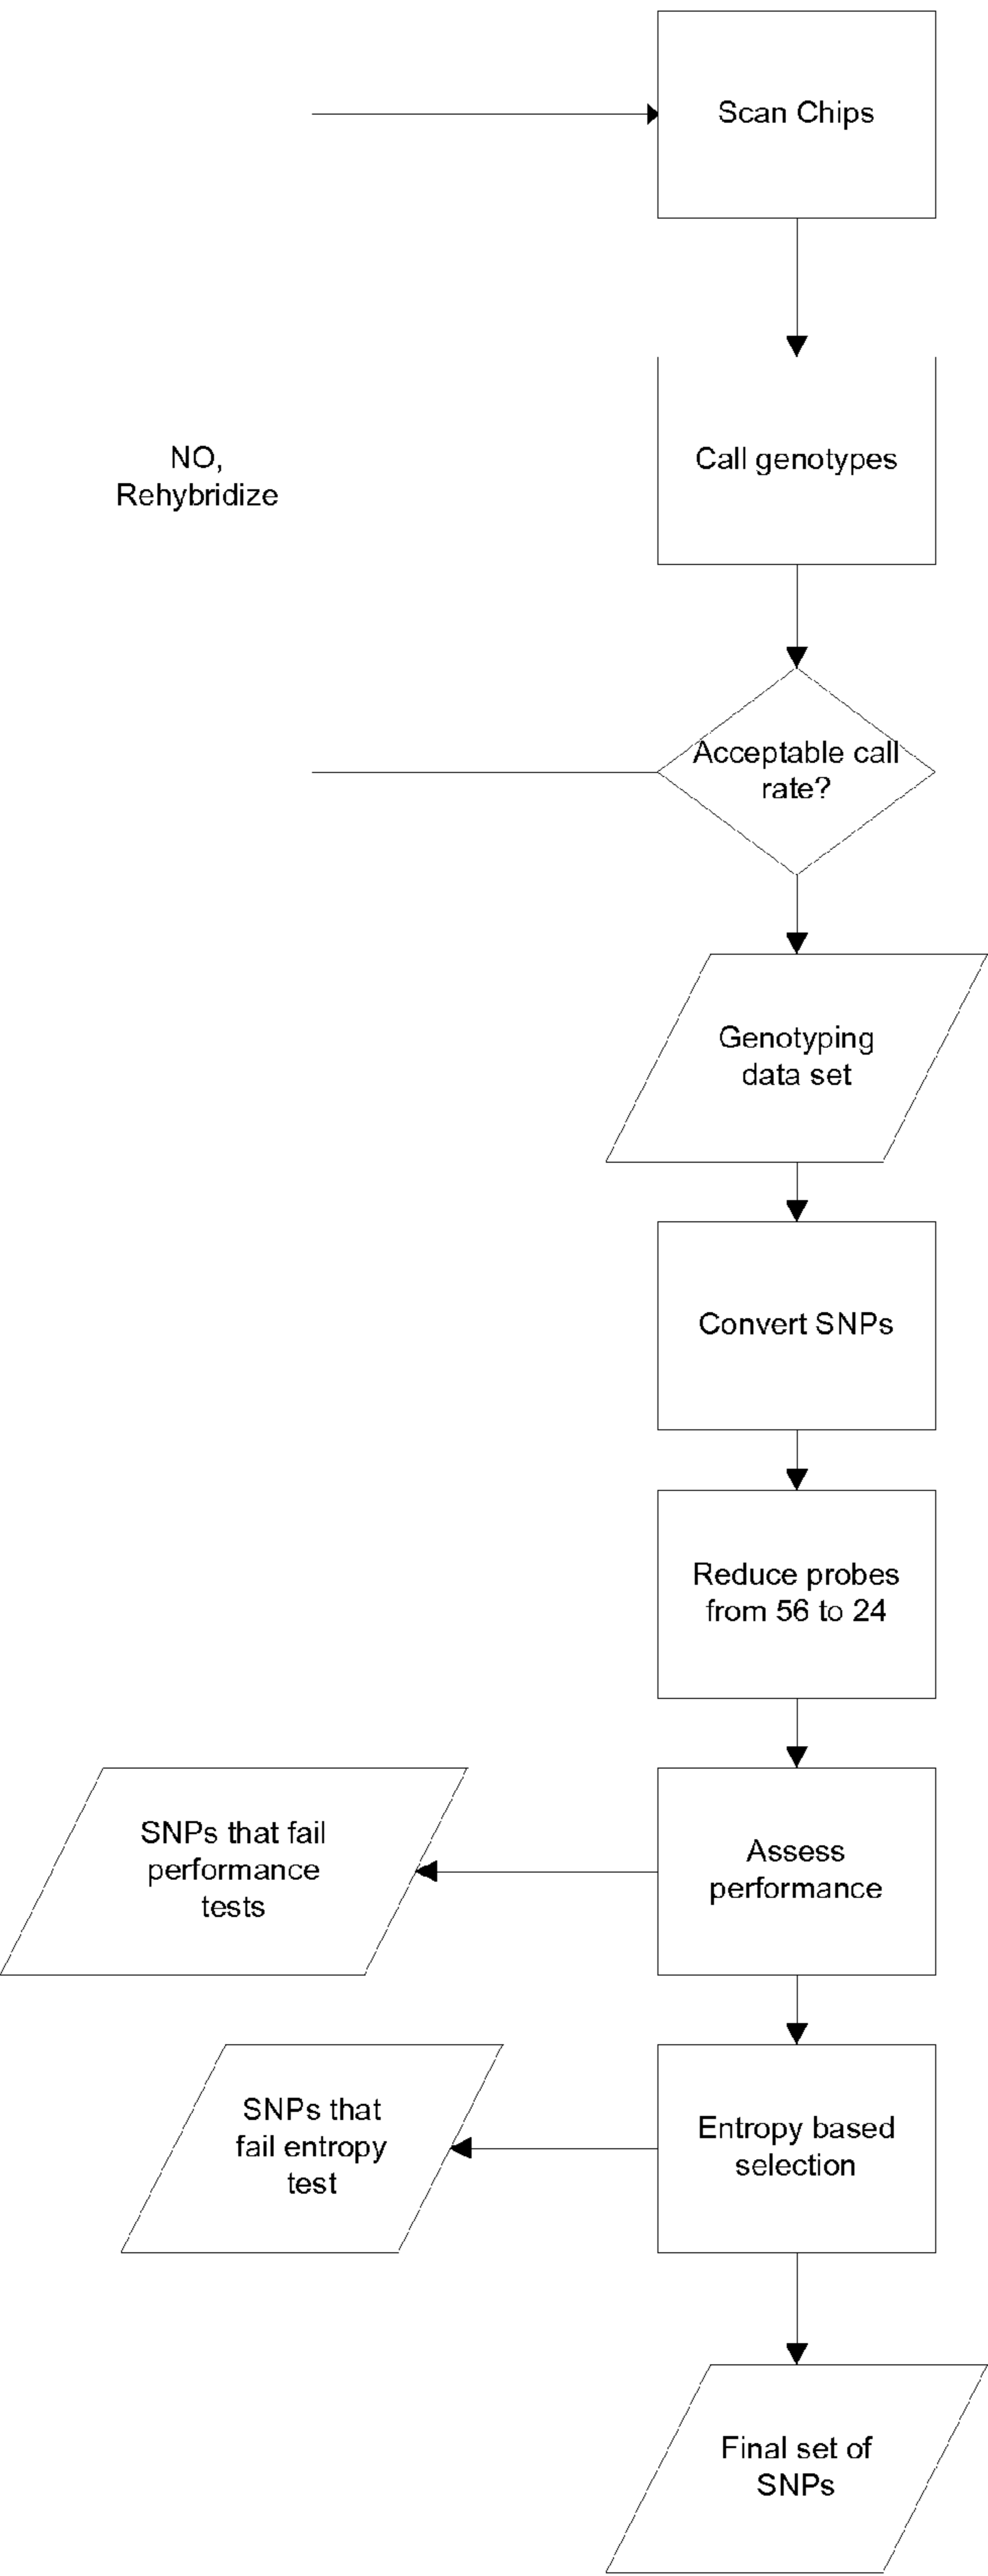 Scan Chips
NO,
Rehybridize
Call genotypes
Acceptable call
rate?
Genotyping
data set
Convert SNPs
Reduce probes
from 56 to 24
SNPs that fail
performance
tests
Assess
performance
SNPs that
fail entropy
test
Entropy based
selection
Final set of
SNPs